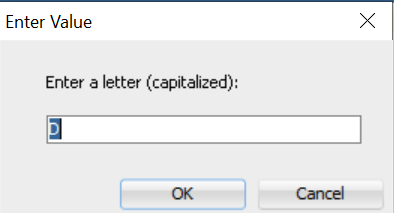 Enter Value
Enter a letter (capitalized):
D
OK
Cancel